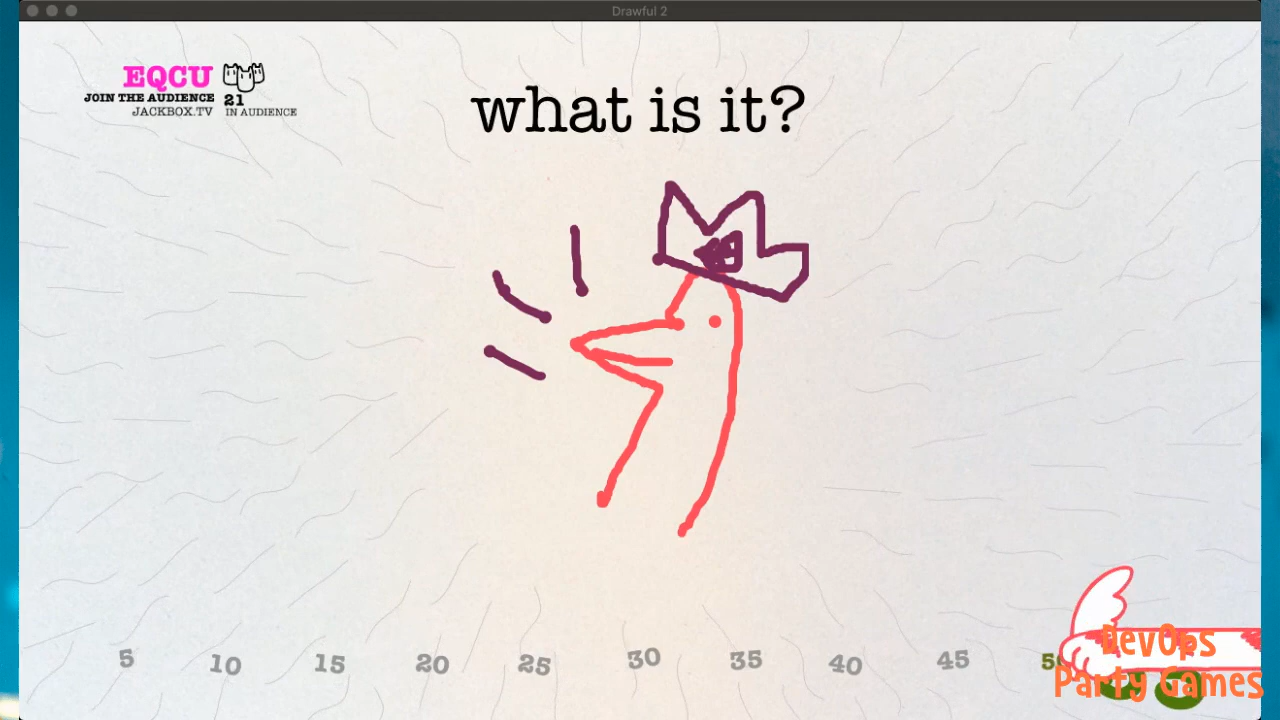 Drawful 2
EQCU
JOIN THE AUDIENCE
JACKBOX.TV
21
IN AUDIENCE
what is it?
5 10 15 20 25 30 35 40 45 50
DevOps
Party Games